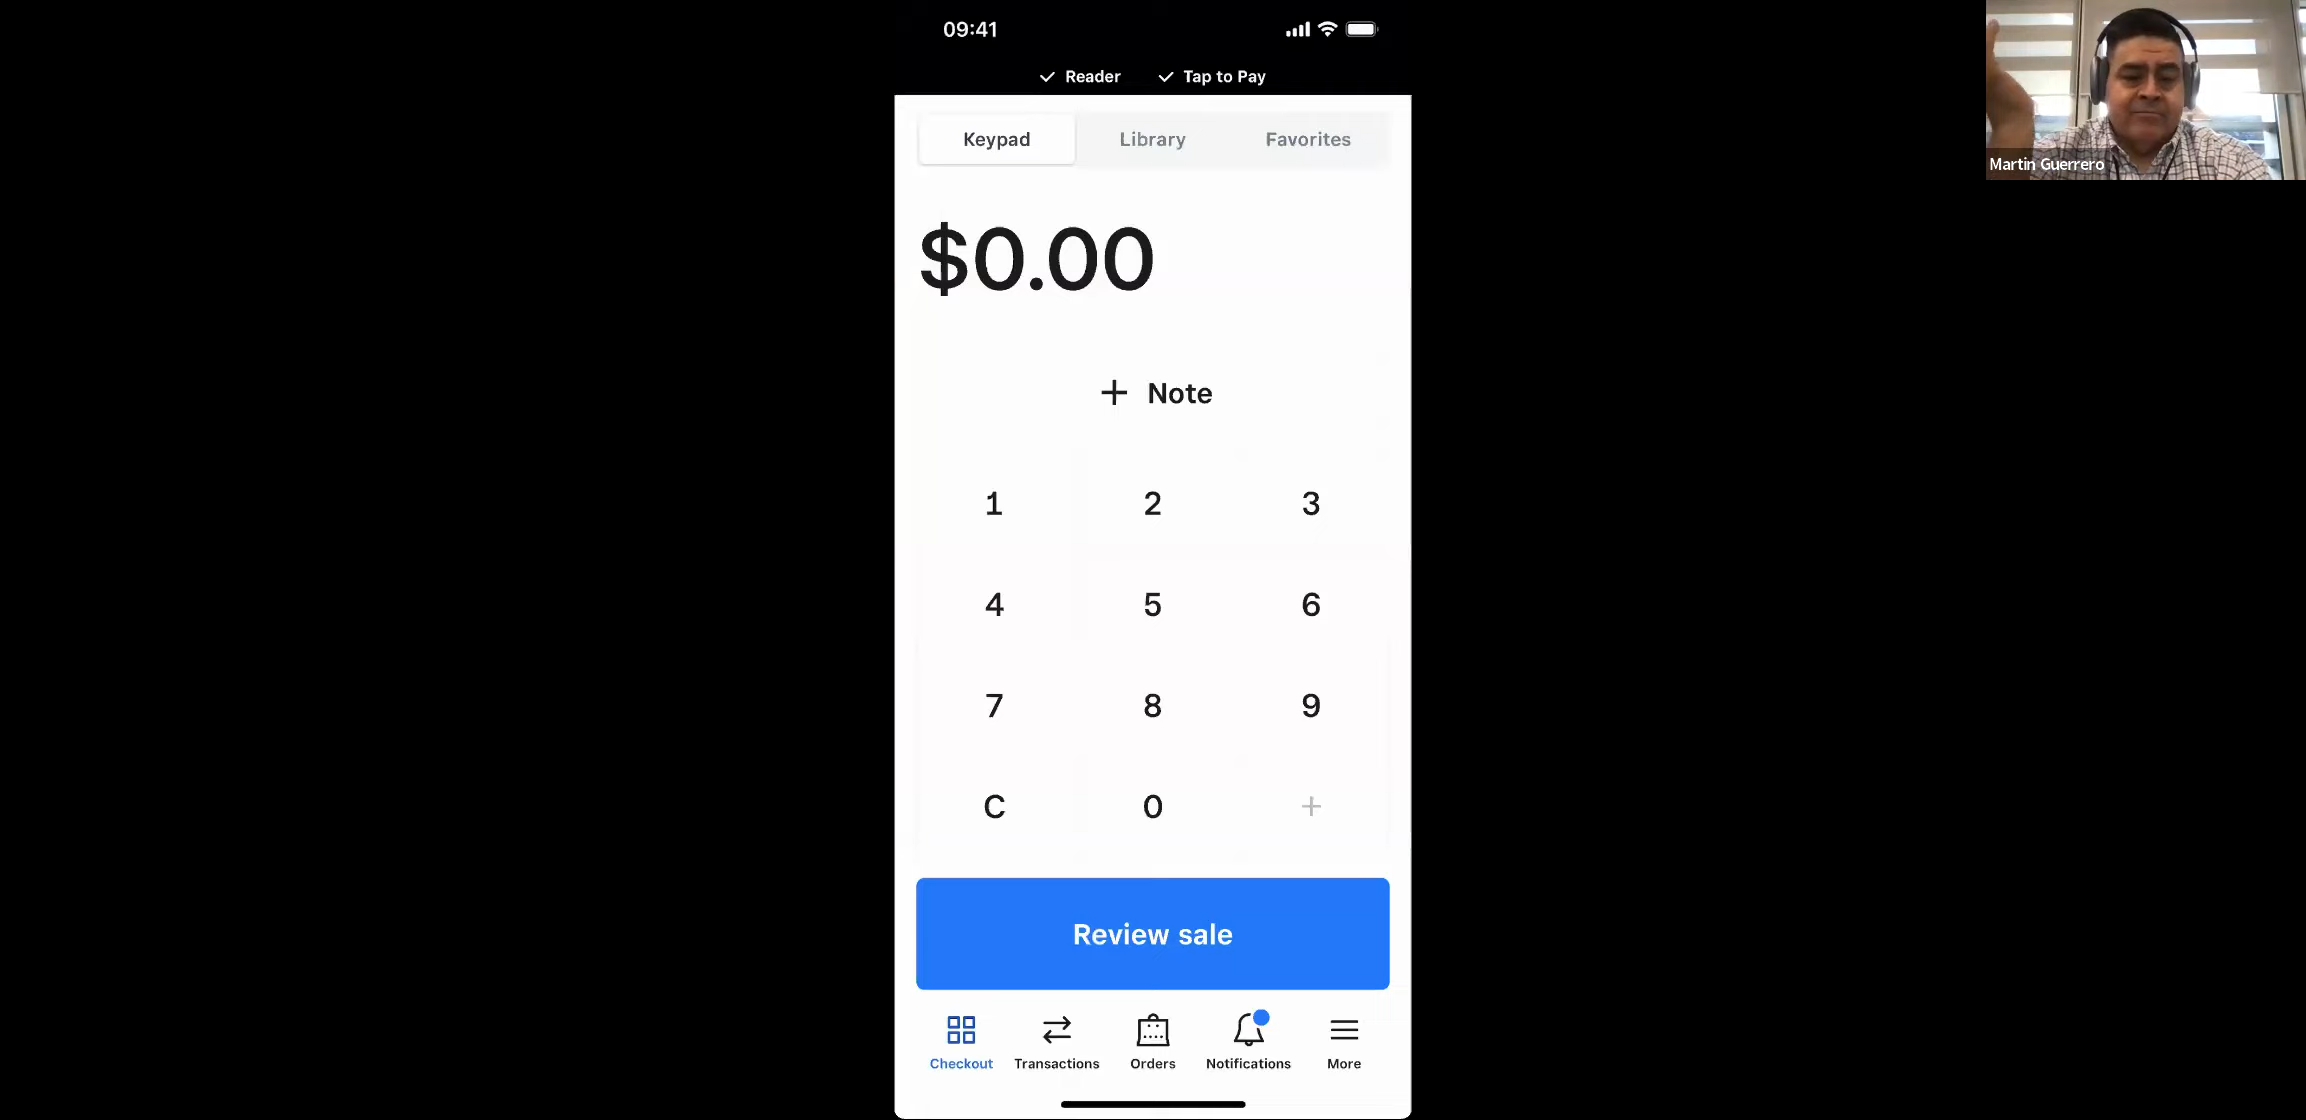 09:41
Reader Tap to Pay
Keypad Library Favorites
$0.00
+ Note
1 2 3
4 5 6
7 8 9
C 0 +
Review sale
Checkout Transactions Orders Notifications More
Martin Guerrero